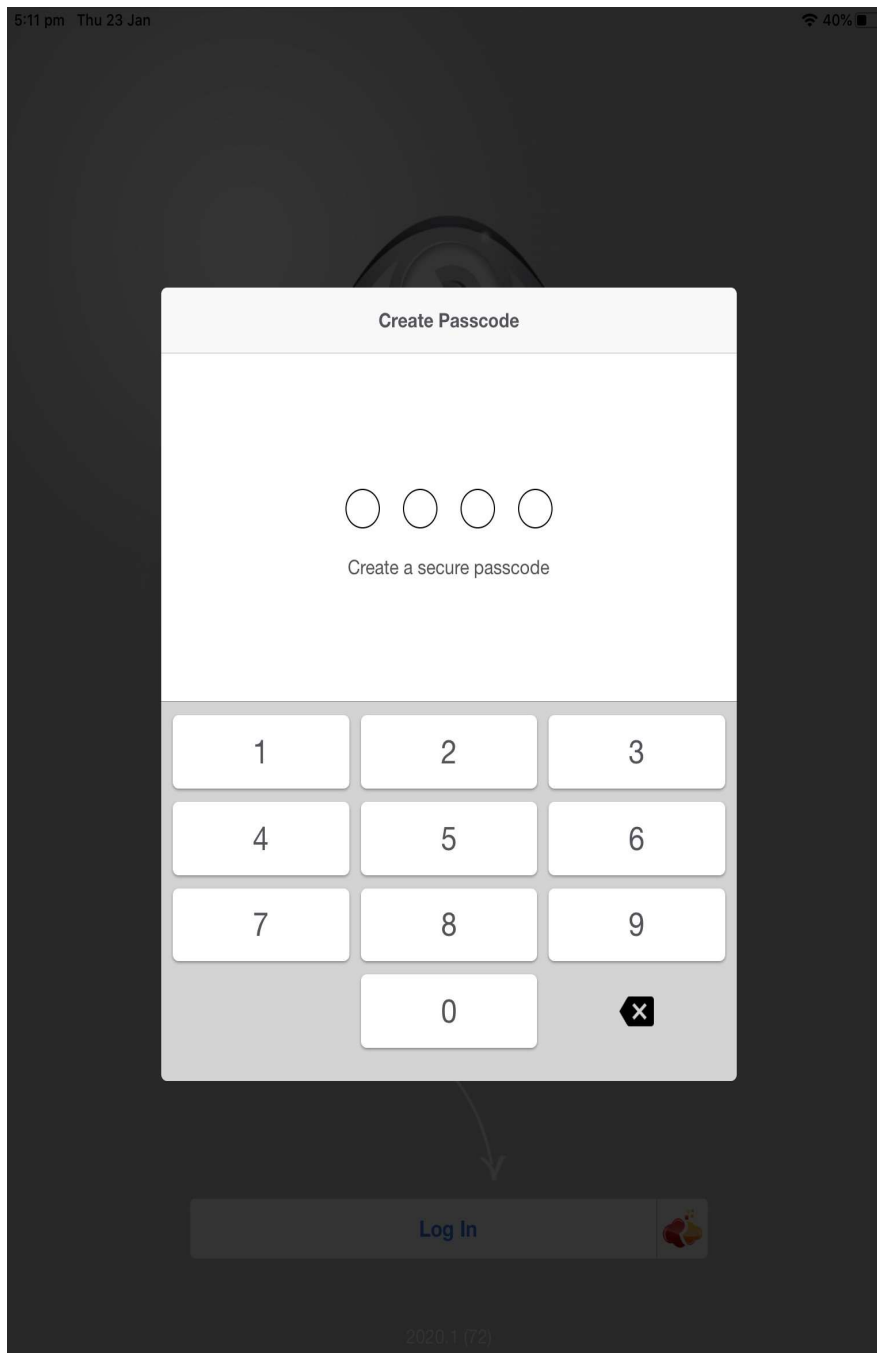 5:11 pm Thu 23 Jan 40%
Create Passcode
Create a secure passcode
1 2 3
4 5 6
7 8 9
0
Log In
2020.1 (72)